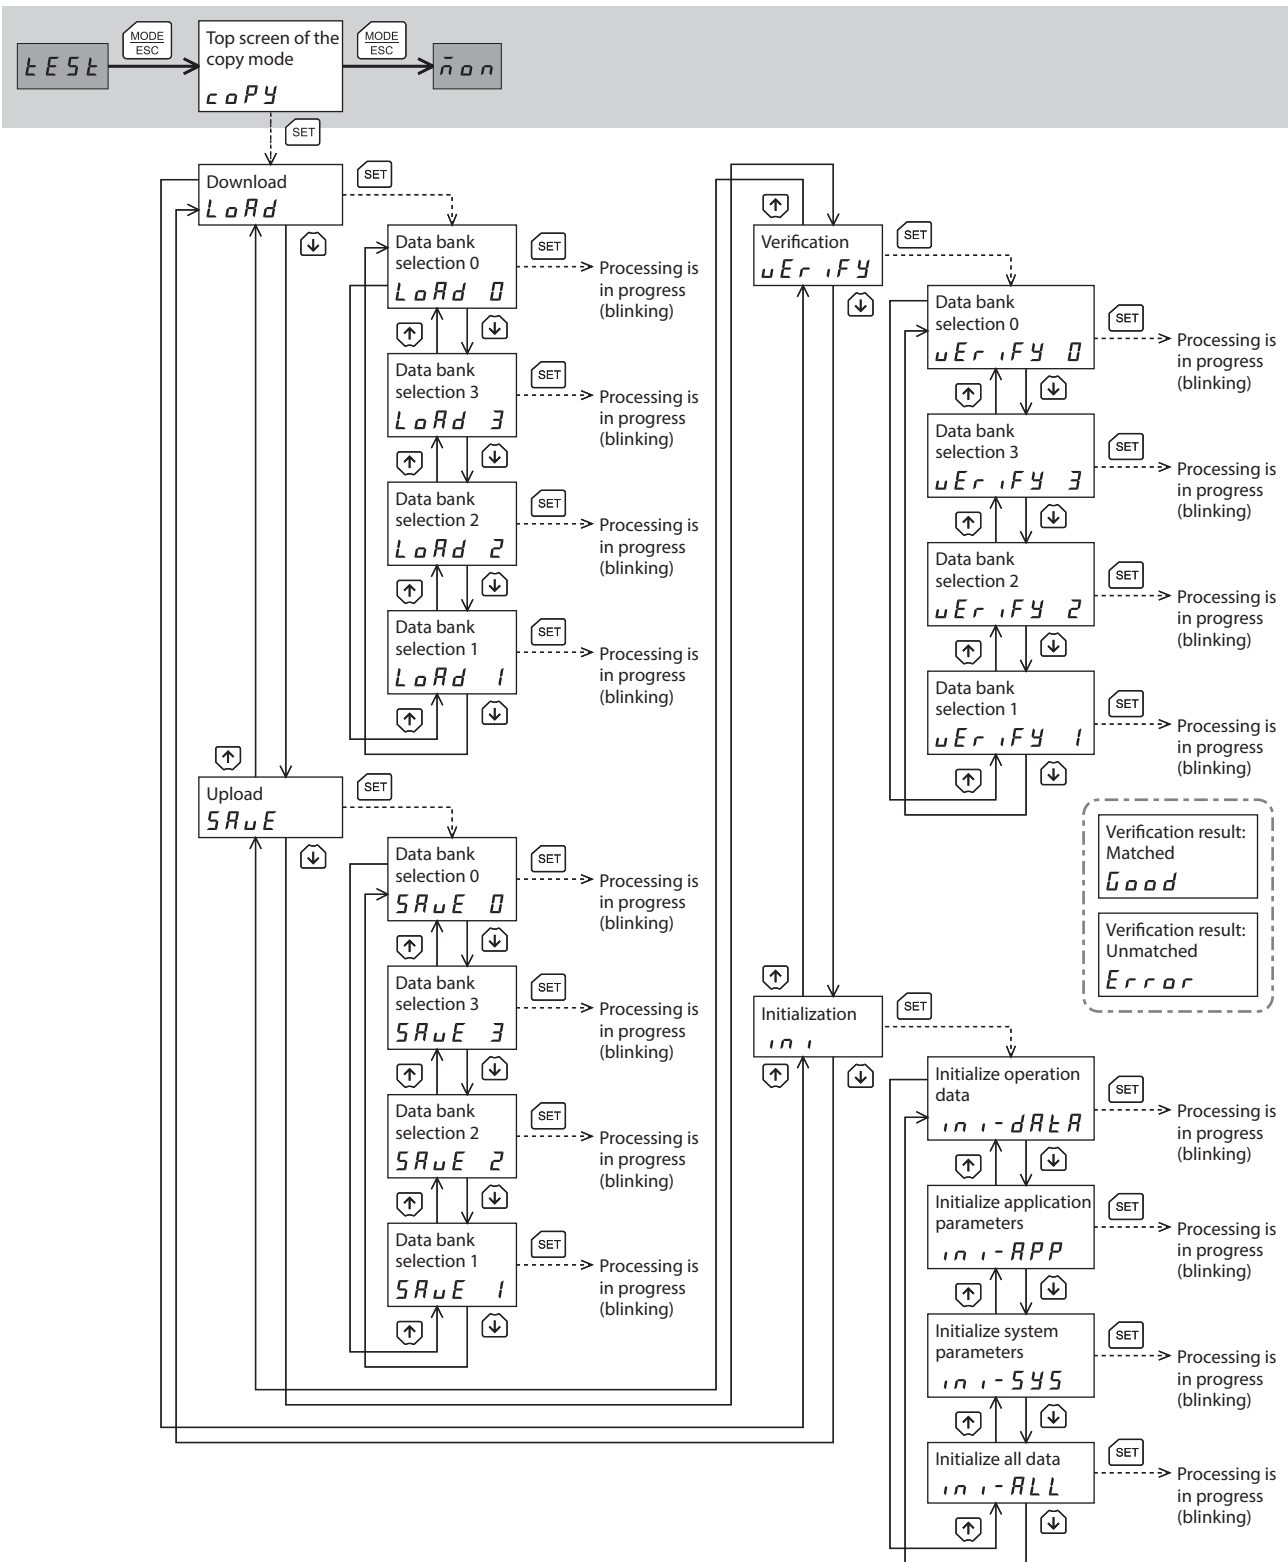 MODE
ESC
MODE
ESC
tESt
Top screen of the
copy mode
coPY
mon
SET
Download
LoAd
SET
Data bank
selection 0
LoAd 0
SET
Processing is
in progress
(blinking)
Data bank
selection 3
LoAd 3
SET
Processing is
in progress
(blinking)
Data bank
selection 2
LoAd 2
SET
Processing is
in progress
(blinking)
Data bank
selection 1
LoAd 1
SET
Processing is
in progress
(blinking)
Upload
SAvE
SET
Data bank
selection 0
SAvE 0
SET
Processing is
in progress
(blinking)
Data bank
selection 3
SAvE 3
SET
Processing is
in progress
(blinking)
Data bank
selection 2
SAvE 2
SET
Processing is
in progress
(blinking)
Data bank
selection 1
SAvE 1
SET
Processing is
in progress
(blinking)
Verification
vEriFY
SET
Data bank
selection 0
vEriFY 0
SET
Processing is
in progress
(blinking)
Data bank
selection 3
vEriFY 3
SET
Processing is
in progress
(blinking)
Data bank
selection 2
vEriFY 2
SET
Processing is
in progress
(blinking)
Data bank
selection 1
vEriFY 1
SET
Processing is
in progress
(blinking)
Verification result:
Matched
Good
Verification result:
Unmatched
Error
Initialization
ini
SET
Initialize operation
data
ini-dAtA
SET
Processing is
in progress
(blinking)
Initialize application
parameters
ini-APP
SET
Processing is
in progress
(blinking)
Initialize system
parameters
ini-SYS
SET
Processing is
in progress
(blinking)
Initialize all data
ini-ALL
SET
Processing is
in progress
(blinking)